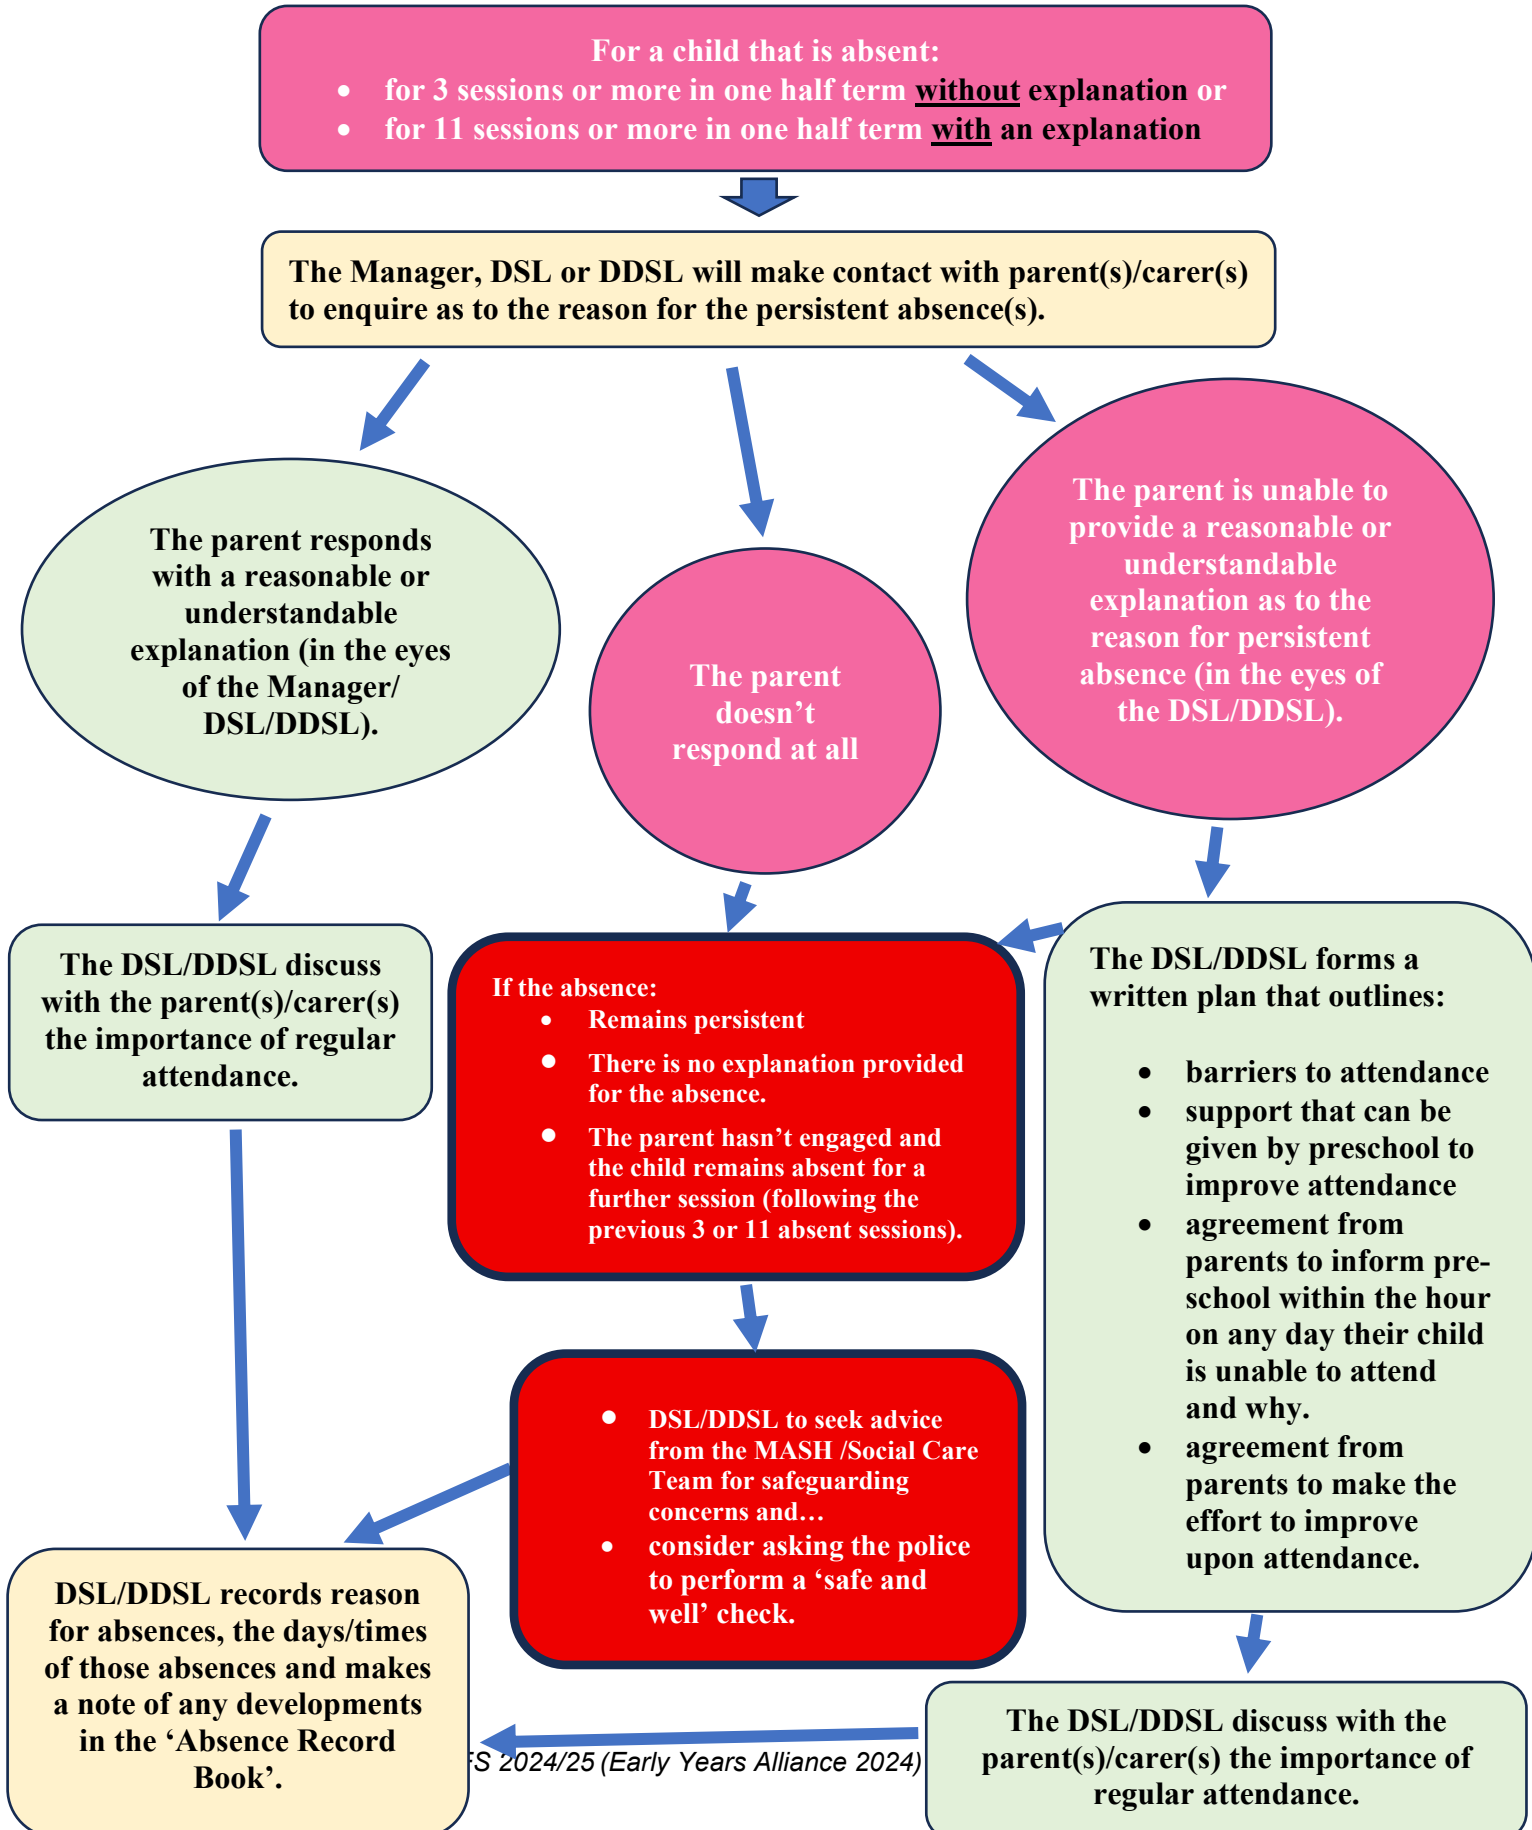 For a child that is absent:
• for 3 sessions or more in one half term without explanation or
• for 11 sessions or more in one half term with an explanation
The Manager, DSL or DDSL will make contact with parent(s)/carer(s)
to enquire as to the reason for the persistent absence(s).
The parent responds
with a reasonable or
understandable
explanation (in the eyes
of the Manager/
DSL/DDSL).
The parent
doesn’t
respond at all
The parent is unable to
provide a reasonable or
understandable
explanation as to the
reason for persistent
absence (in the eyes of
the DSL/DDSL).
The DSL/DDSL discuss
with the parent(s)/carer(s)
the importance of regular
attendance.
If the absence:
• Remains persistent
• There is no explanation provided
for the absence.
• The parent hasn’t engaged and
the child remains absent for a
further session (following the
previous 3 or 11 absent sessions).
The DSL/DDSL forms a
written plan that outlines:
• barriers to attendance
• support that can be
given by preschool to
improve attendance
• agreement from
parents to inform pre-
school within the hour
on any day their child
is unable to attend
and why.
• agreement from
parents to make the
effort to improve
upon attendance.
• DSL/DDSL to seek advice
from the MASH /Social Care
Team for safeguarding
concerns and…
• consider asking the police
to perform a ‘safe and
well’ check.
DSL/DDSL records reason
for absences, the days/times
of those absences and makes
a note of any developments
in the ‘Absence Record
Book’.
2024/25 (Early Years Alliance 2024)
The DSL/DDSL discuss with the
parent(s)/carer(s) the importance of
regular attendance.